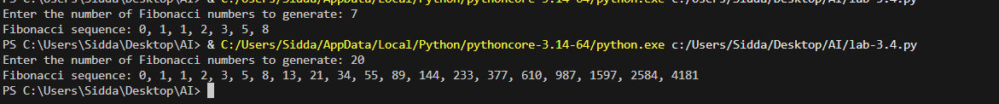 PS C:\Users\Sidda\Desktop\AI> & C:/Users/Sidda/AppData/Local/Python/pythoncore-3.14-64/python.exe c:/Users/Sidda/Desktop/AI/lab-3.4.py
Enter the number of Fibonacci numbers to generate: 7
Fibonacci sequence: 0, 1, 1, 2, 3, 5, 8
PS C:\Users\Sidda\Desktop\AI> & C:/Users/Sidda/AppData/Local/Python/pythoncore-3.14-64/python.exe c:/Users/Sidda/Desktop/AI/lab-3.4.py
Enter the number of Fibonacci numbers to generate: 20
Fibonacci sequence: 0, 1, 1, 2, 3, 5, 8, 13, 21, 34, 55, 89, 144, 233, 377, 610, 987, 1597, 2584, 4181
PS C:\Users\Sidda\Desktop\AI>